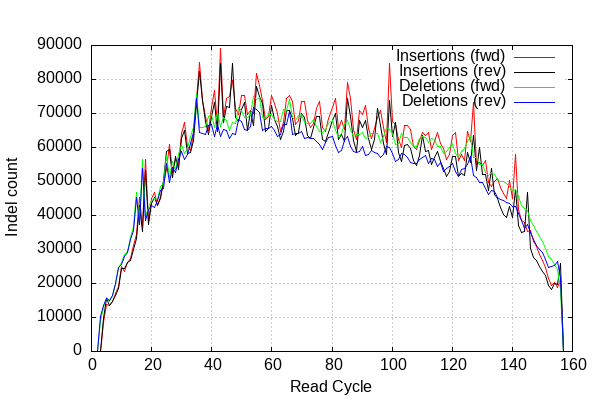 90000
80000
70000
60000
50000
40000
30000
20000
10000
0
Indel count
Insertions (fwd)
Insertions (rev)
Deletions (fwd)
Deletions (rev)
0 20 40 60 80 100 120 140 160
Read Cycle